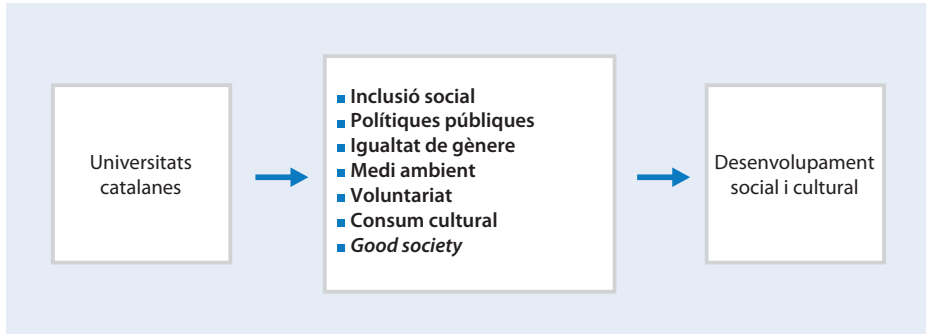 Universitats
catalanes
Inclusió social
Polítiques públiques
Igualtat de gènere
Medi ambient
Voluntariat
Consum cultural
Good society
Desenvolupament
social i cultural